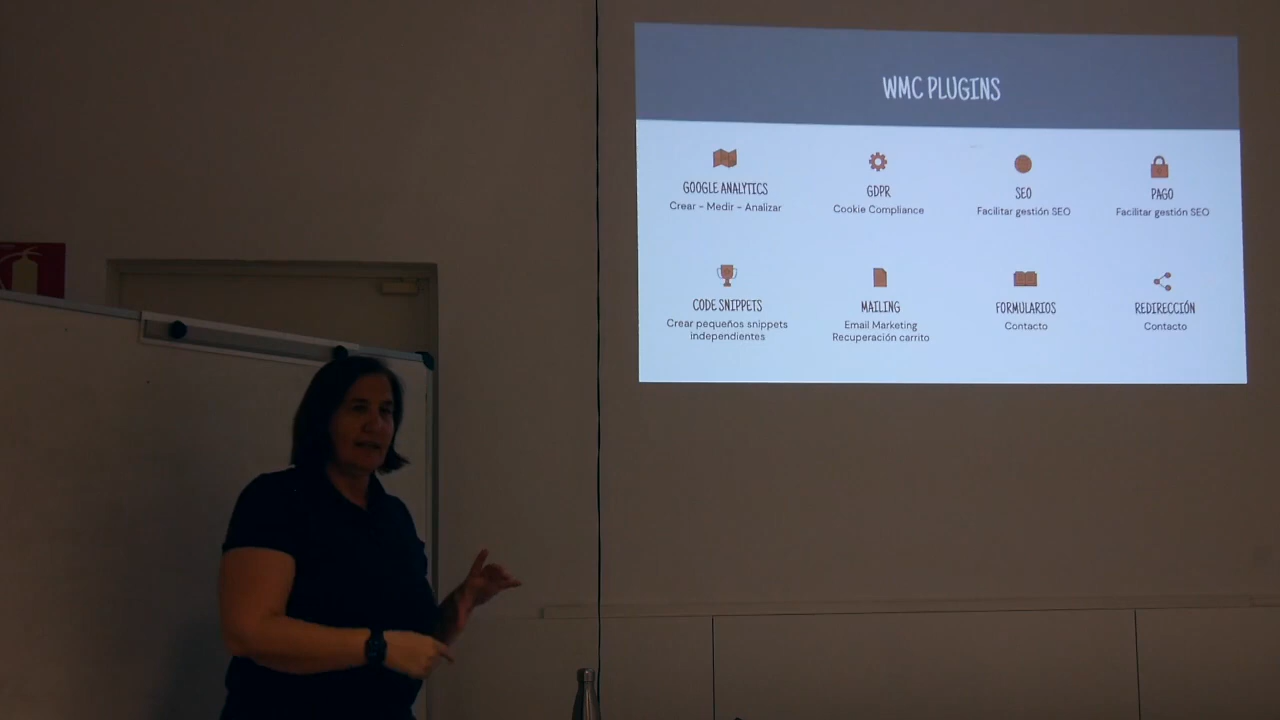 WMC PLUGINS
GOOGLE ANALYTICS
Crear - Medir - Analizar
GDPR
Cookie Compliance
SEO
Facilitar gestión SEO
PAGO
Facilitar gestión SEO
CODE SNIPPETS
Crear pequeños snippets
independientes
MAILING
Email Marketing
Recuperación carrito
FORMULARIOS
Contacto
REDIRECCIÓN
Contacto